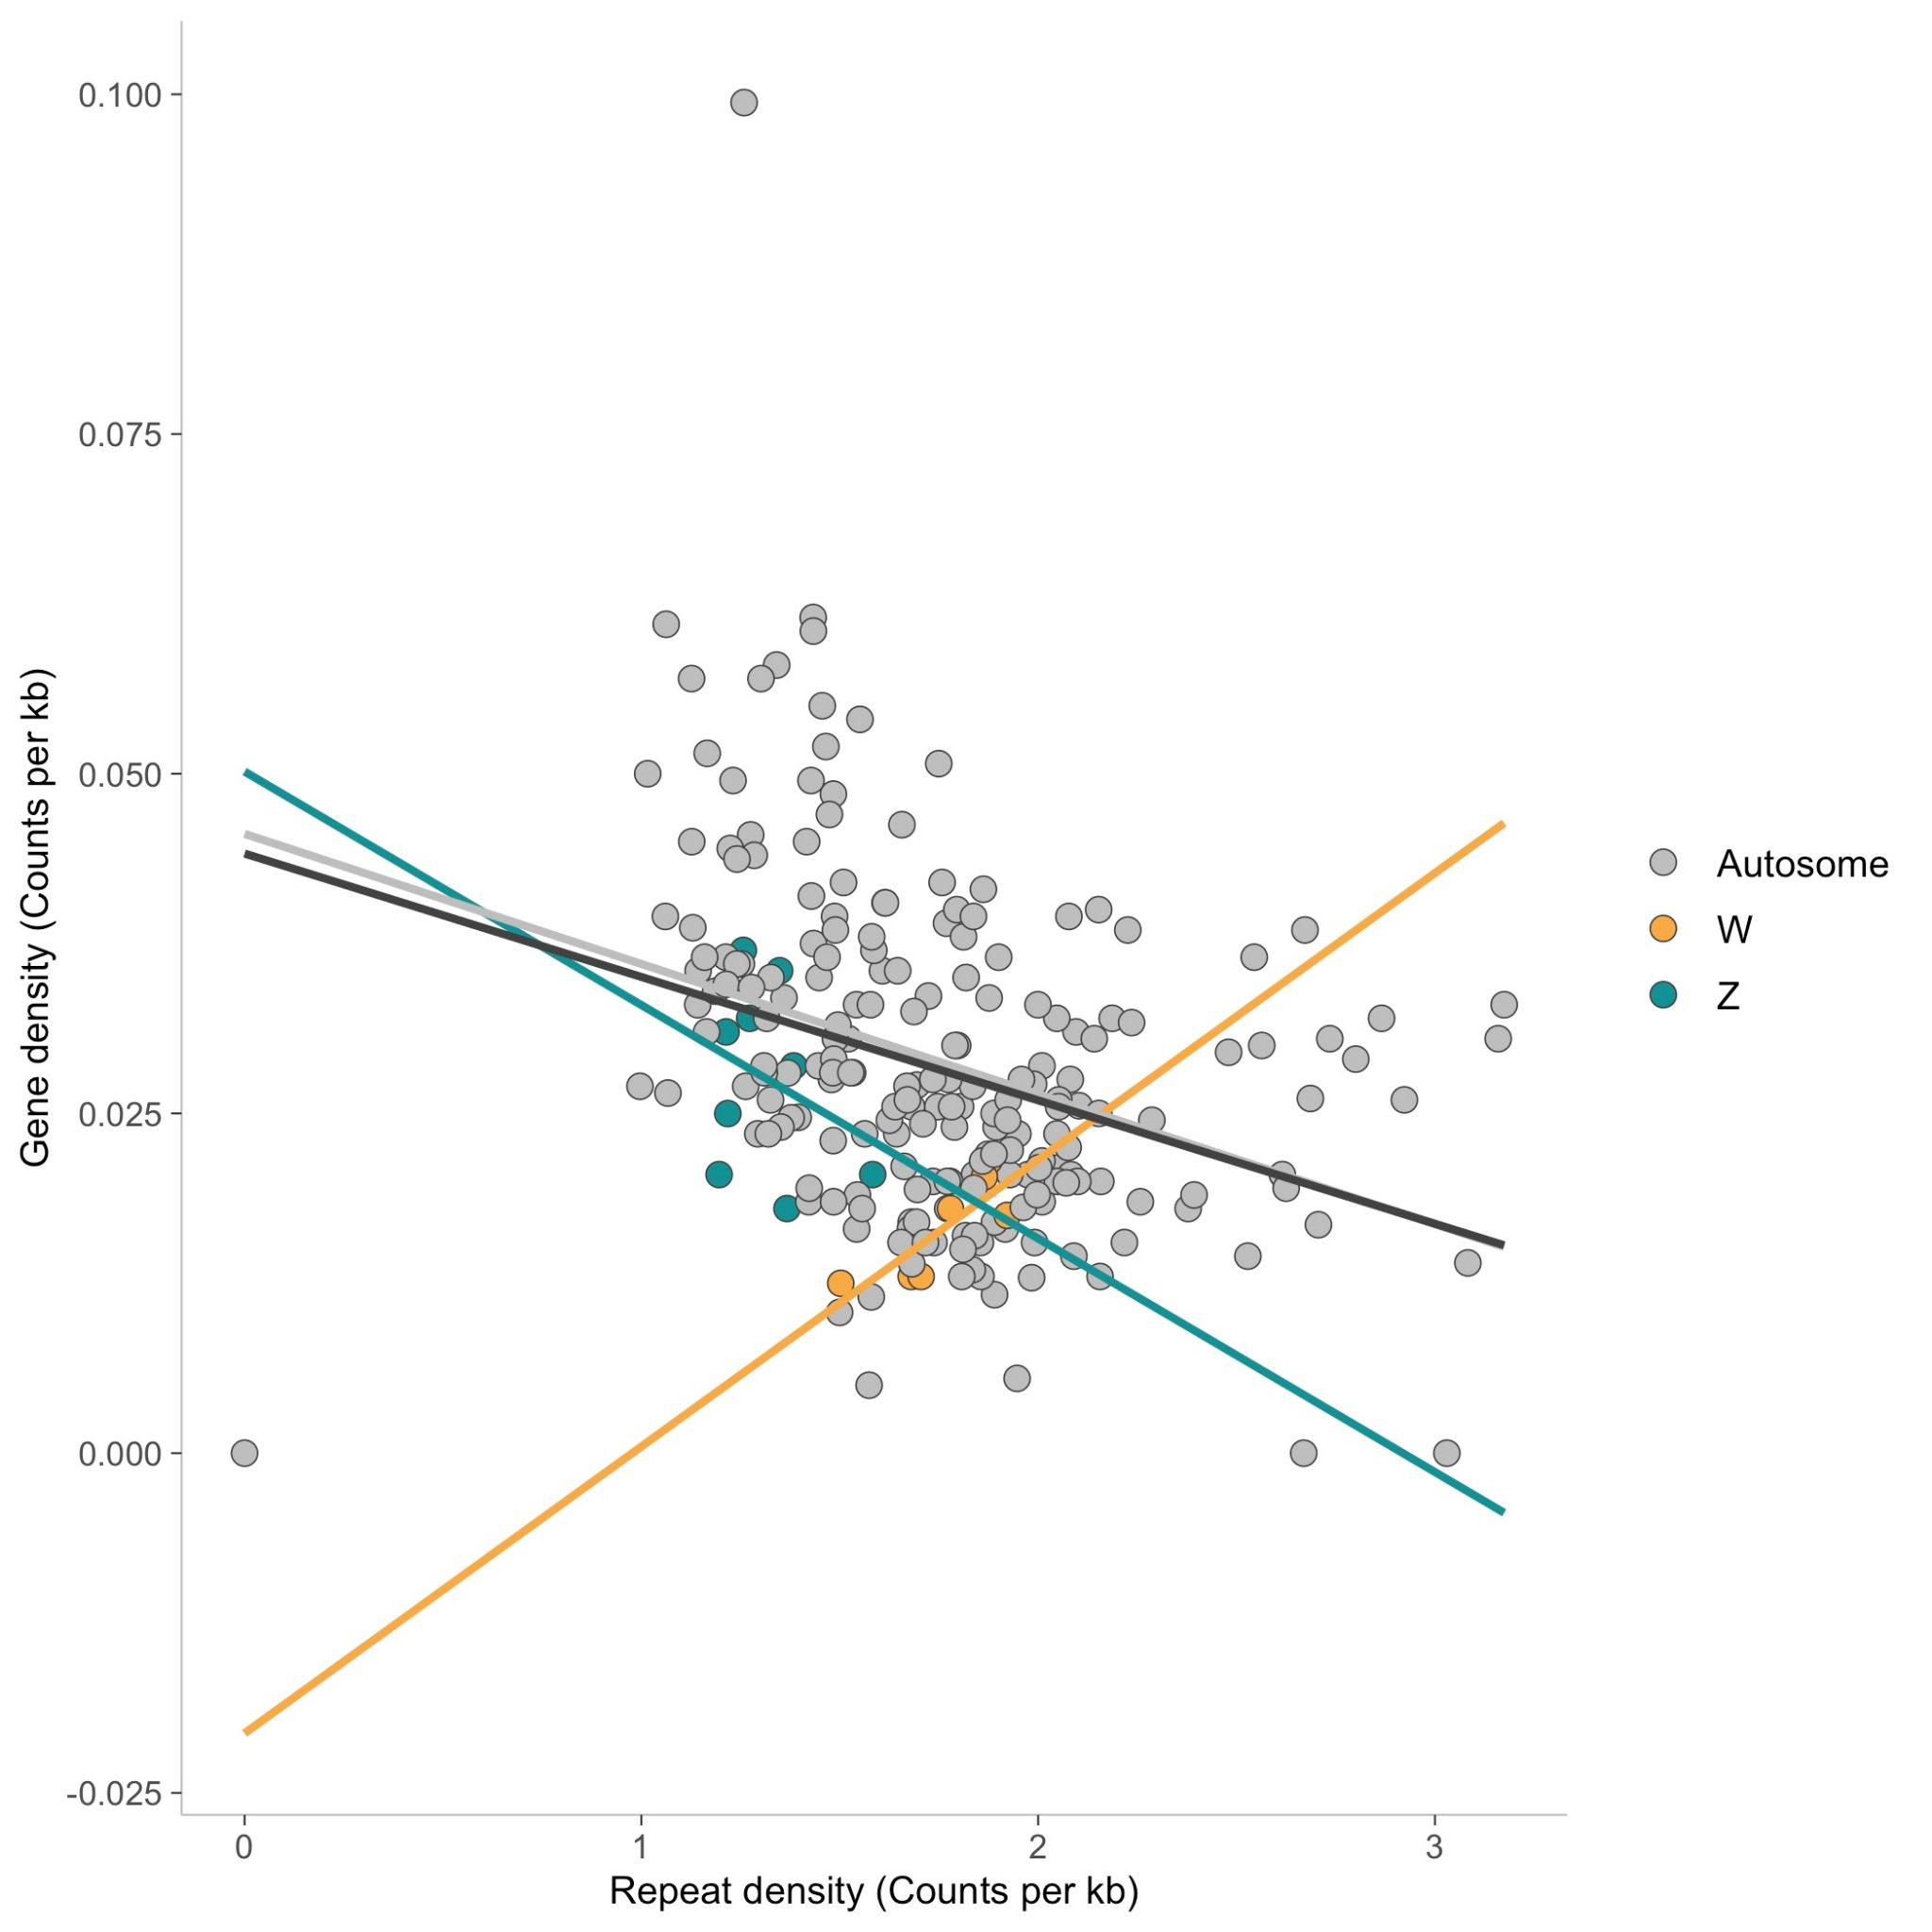 Gene density (Counts per kb)
0.100
0.075
0.050
0.025
0.000
-0.025
0
1
2
3
Repeat density (Counts per kb)
Autosome
W
Z